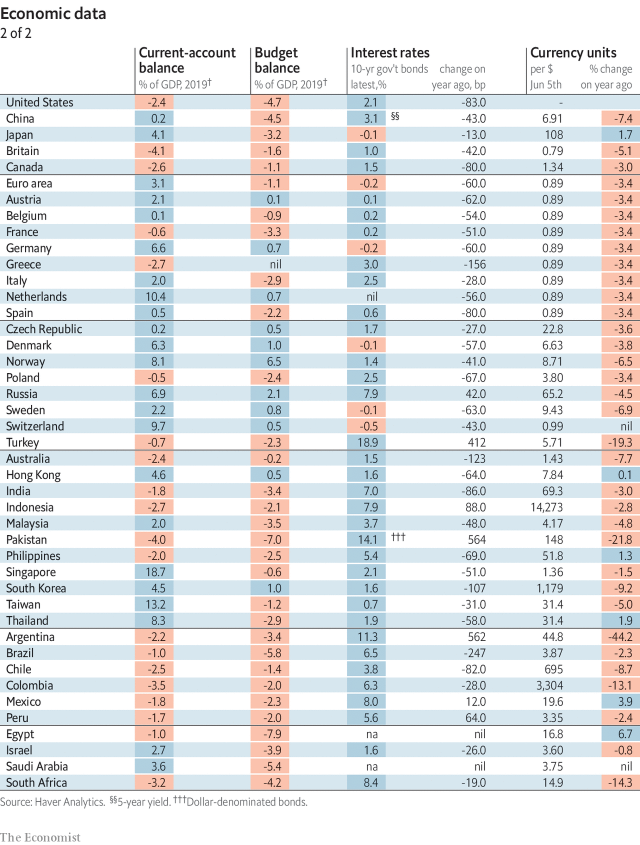 Economic data
2 of 2
Current-account balance % of GDP, 2019† Budget balance % of GDP, 2019† Interest rates 10-yr gov't bonds latest,% change on year ago, bp Currency units per $ Jun 5th % change on year ago
United States -2.4 -4.7 2.1 -83.0 -
China 0.2 -4.5 3.1 §§ -43.0 6.91 -7.4
Japan 4.1 -3.2 -0.1 -13.0 108 1.7
Britain -4.1 -1.6 1.0 -42.0 0.79 -5.1
Canada -2.6 -1.1 1.5 -80.0 1.34 -3.0
Euro area 3.1 -1.1 -0.2 -60.0 0.89 -3.4
Austria 2.1 0.1 0.1 -62.0 0.89 -3.4
Belgium 0.1 -0.9 0.2 -54.0 0.89 -3.4
France -0.6 -3.3 0.2 -51.0 0.89 -3.4
Germany 6.6 0.7 -0.2 -60.0 0.89 -3.4
Greece -2.7 nil 3.0 -156 0.89 -3.4
Italy 2.0 -2.9 2.5 -28.0 0.89 -3.4
Netherlands 10.4 0.7 nil -56.0 0.89 -3.4
Spain 0.5 -2.2 0.6 -80.0 0.89 -3.4
Czech Republic 0.2 0.5 1.7 -27.0 22.8 -3.6
Denmark 6.3 1.0 -0.1 -57.0 6.63 -3.8
Norway 8.1 6.5 1.4 -41.0 8.71 -6.5
Poland -0.5 -2.4 2.5 -67.0 3.80 -3.4
Russia 6.9 2.1 7.9 42.0 65.2 -4.5
Sweden 2.2 0.8 -0.1 -63.0 9.43 -6.9
Switzerland 9.7 0.5 -0.5 -43.0 0.99 nil
Turkey -0.7 -2.3 18.9 412 5.71 -19.3
Australia -2.4 -0.2 1.5 -123 1.43 -7.7
Hong Kong 4.6 0.5 1.6 -64.0 7.84 0.1
India -1.8 -3.4 7.0 -86.0 69.3 -3.0
Indonesia -2.7 -2.1 7.9 88.0 14,273 -2.8
Malaysia 2.0 -3.5 3.7 -48.0 4.17 -4.8
Pakistan -4.0 -7.0 14.1 ††† 564 148 -21.8
Philippines -2.0 -2.5 5.4 -69.0 51.8 1.3
Singapore 18.7 -0.6 2.1 -51.0 1.36 -1.5
South Korea 4.5 1.0 1.6 -107 1,179 -9.2
Taiwan 13.2 -1.2 0.7 -31.0 31.4 -5.0
Thailand 8.3 -2.9 1.9 -58.0 31.4 1.9
Argentina -2.2 -3.4 11.3 562 44.8 -44.2
Brazil -1.0 -5.8 6.5 -247 3.87 -2.3
Chile -2.5 -1.4 3.8 -82.0 695 -8.7
Colombia -3.5 -2.0 6.3 -28.0 3,304 -13.1
Mexico -1.8 -2.3 8.0 12.0 19.6 3.9
Peru -1.7 -2.0 5.6 64.0 3.35 -2.4
Egypt -1.0 -7.9 na nil 16.8 6.7
Israel 2.7 -3.9 1.6 -26.0 3.60 -0.8
Saudi Arabia 3.6 -5.4 na nil 3.75 nil
South Africa -3.2 -4.2 8.4 -19.0 14.9 -14.3
Source: Haver Analytics. §§5-year yield. †††Dollar-denominated bonds.
The Economist